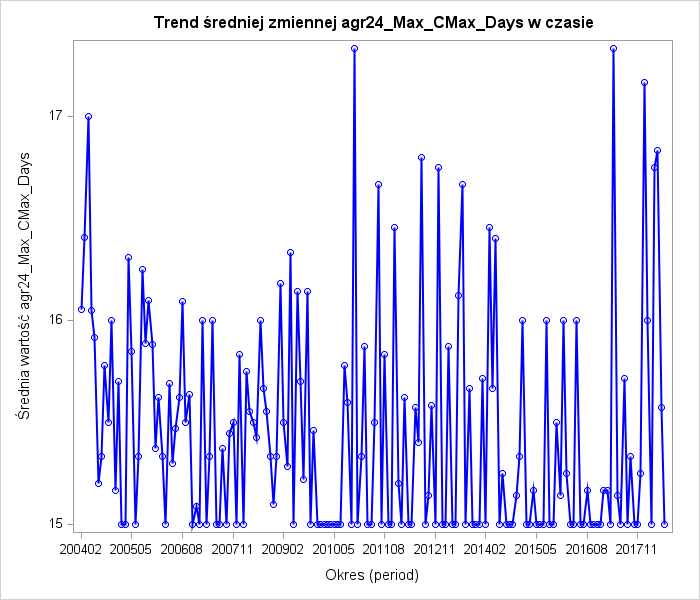 Trend średniej zmiennej agr24_Max_CMax_Days w czasie
Średnia wartość agr24_Max_CMax_Days
17
16
15
200402 200505 200608 200711 200902 201005 201108 201211 201402 201505 201608 201711
Okres (period)